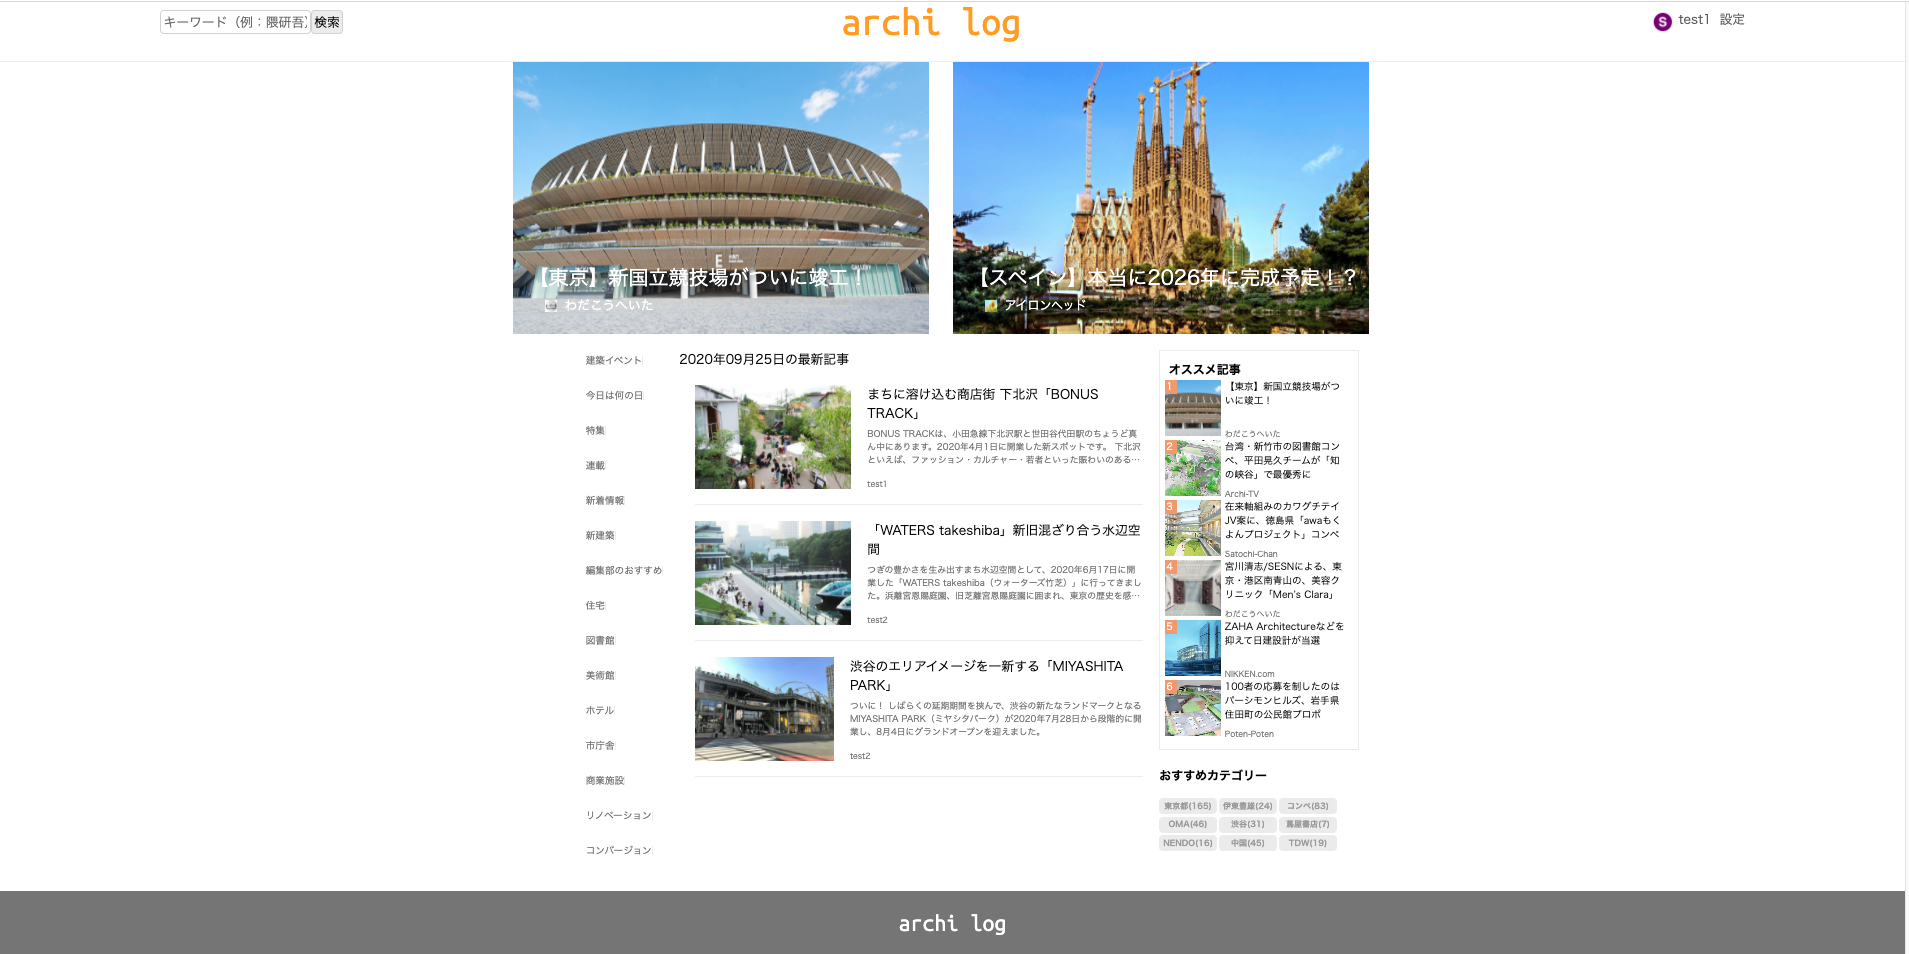 キーワード（例：隈研吾）
検索
archi log
S
test1 設定
【東京】新国立競技場がついに竣工！
わだこうへいた
【スペイン】本当に2026年に完成予定！？
アイロンヘッド
建築イベント
今日は何の日
特集
連載
新着情報
新建築
編集部のおすすめ
住宅
図書館
美術館
ホテル
市庁舎
商業施設
リノベーション
コンバージョン
2020年09月25日の最新記事
まちに溶け込む商店街 下北沢「BONUS
TRACK」
BONUS TRACKは、小田急線下北沢駅と世田谷代田駅のちょうど真
ん中にあります。2020年4月1日に開業した新スポットです。 下北沢
といえば、ファッション・カルチャー・若者といった賑わいのある…
test1
「WATERS takeshiba」新旧混ざり合う水辺空
間
つぎの豊かさを生み出すまち水辺空間として、2020年6月17日に開
業した「WATERS takeshiba（ウォーターズ竹芝）」に行ってきまし
た。浜離宮恩賜庭園、旧芝離宮恩賜庭園に囲まれ、東京の歴史を感…
test2
渋谷のエリアイメージを一新する「MIYASHITA
PARK」
ついに！ しばらくの延期期間を挟んで、渋谷の新たなランドマークとなる
MIYASHITA PARK（ミヤシタパーク）が2020年7月28日から段階的に開
業し、8月4日にグランドオープンを迎えました。
test2
オススメ記事
1
【東京】新国立競技場がつ
いに竣工！
わだこうへいた
2
台湾・新竹市の図書館コン
ペ、平田晃久チームが「知
の峡谷」で最優秀に
Archi-TV
3
在来軸組みのカワグチテイ
JV案に、徳島県「awaもく
よんプロジェクト」コンペ
Satochi-Chan
4
宮川清志/SESNによる、東
京・港区南青山の、美容ク
リニック「Men's Clara」
わだこうへいた
5
ZAHA Architectureなどを
抑えて日建設計が当選
NIKKEN.com
6
100者の応募を制したのは
パーシモンヒルズ、岩手県
住田町の公民館プロポ
Poten-Poten
おすすめカテゴリー
東京都(165) 伊東豊雄(24) コンペ(83)
OMA(46) 渋谷(31) 蔦屋書店(7)
NENDO(16) 中国(45) TDW(19)
archi log